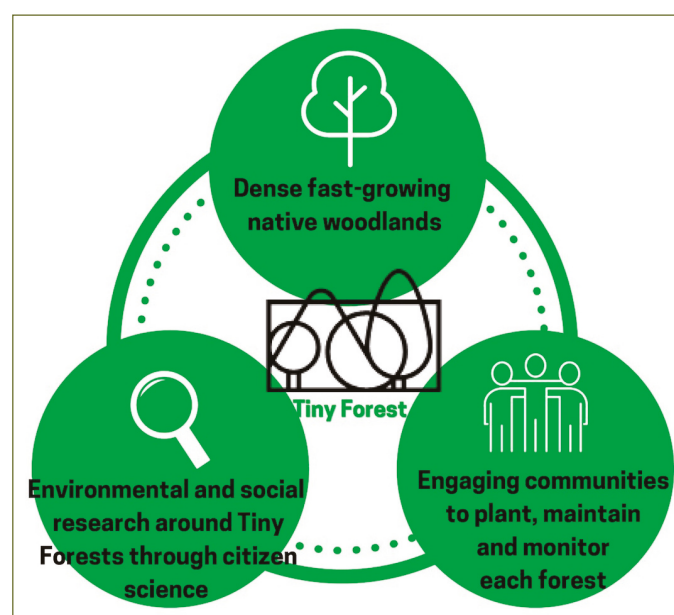 Dense fast-growing
native woodlands
Tiny Forest
Environmental and social
research around Tiny
Forests through citizen
science
Engaging communities
to plant, maintain
and monitor
each forest